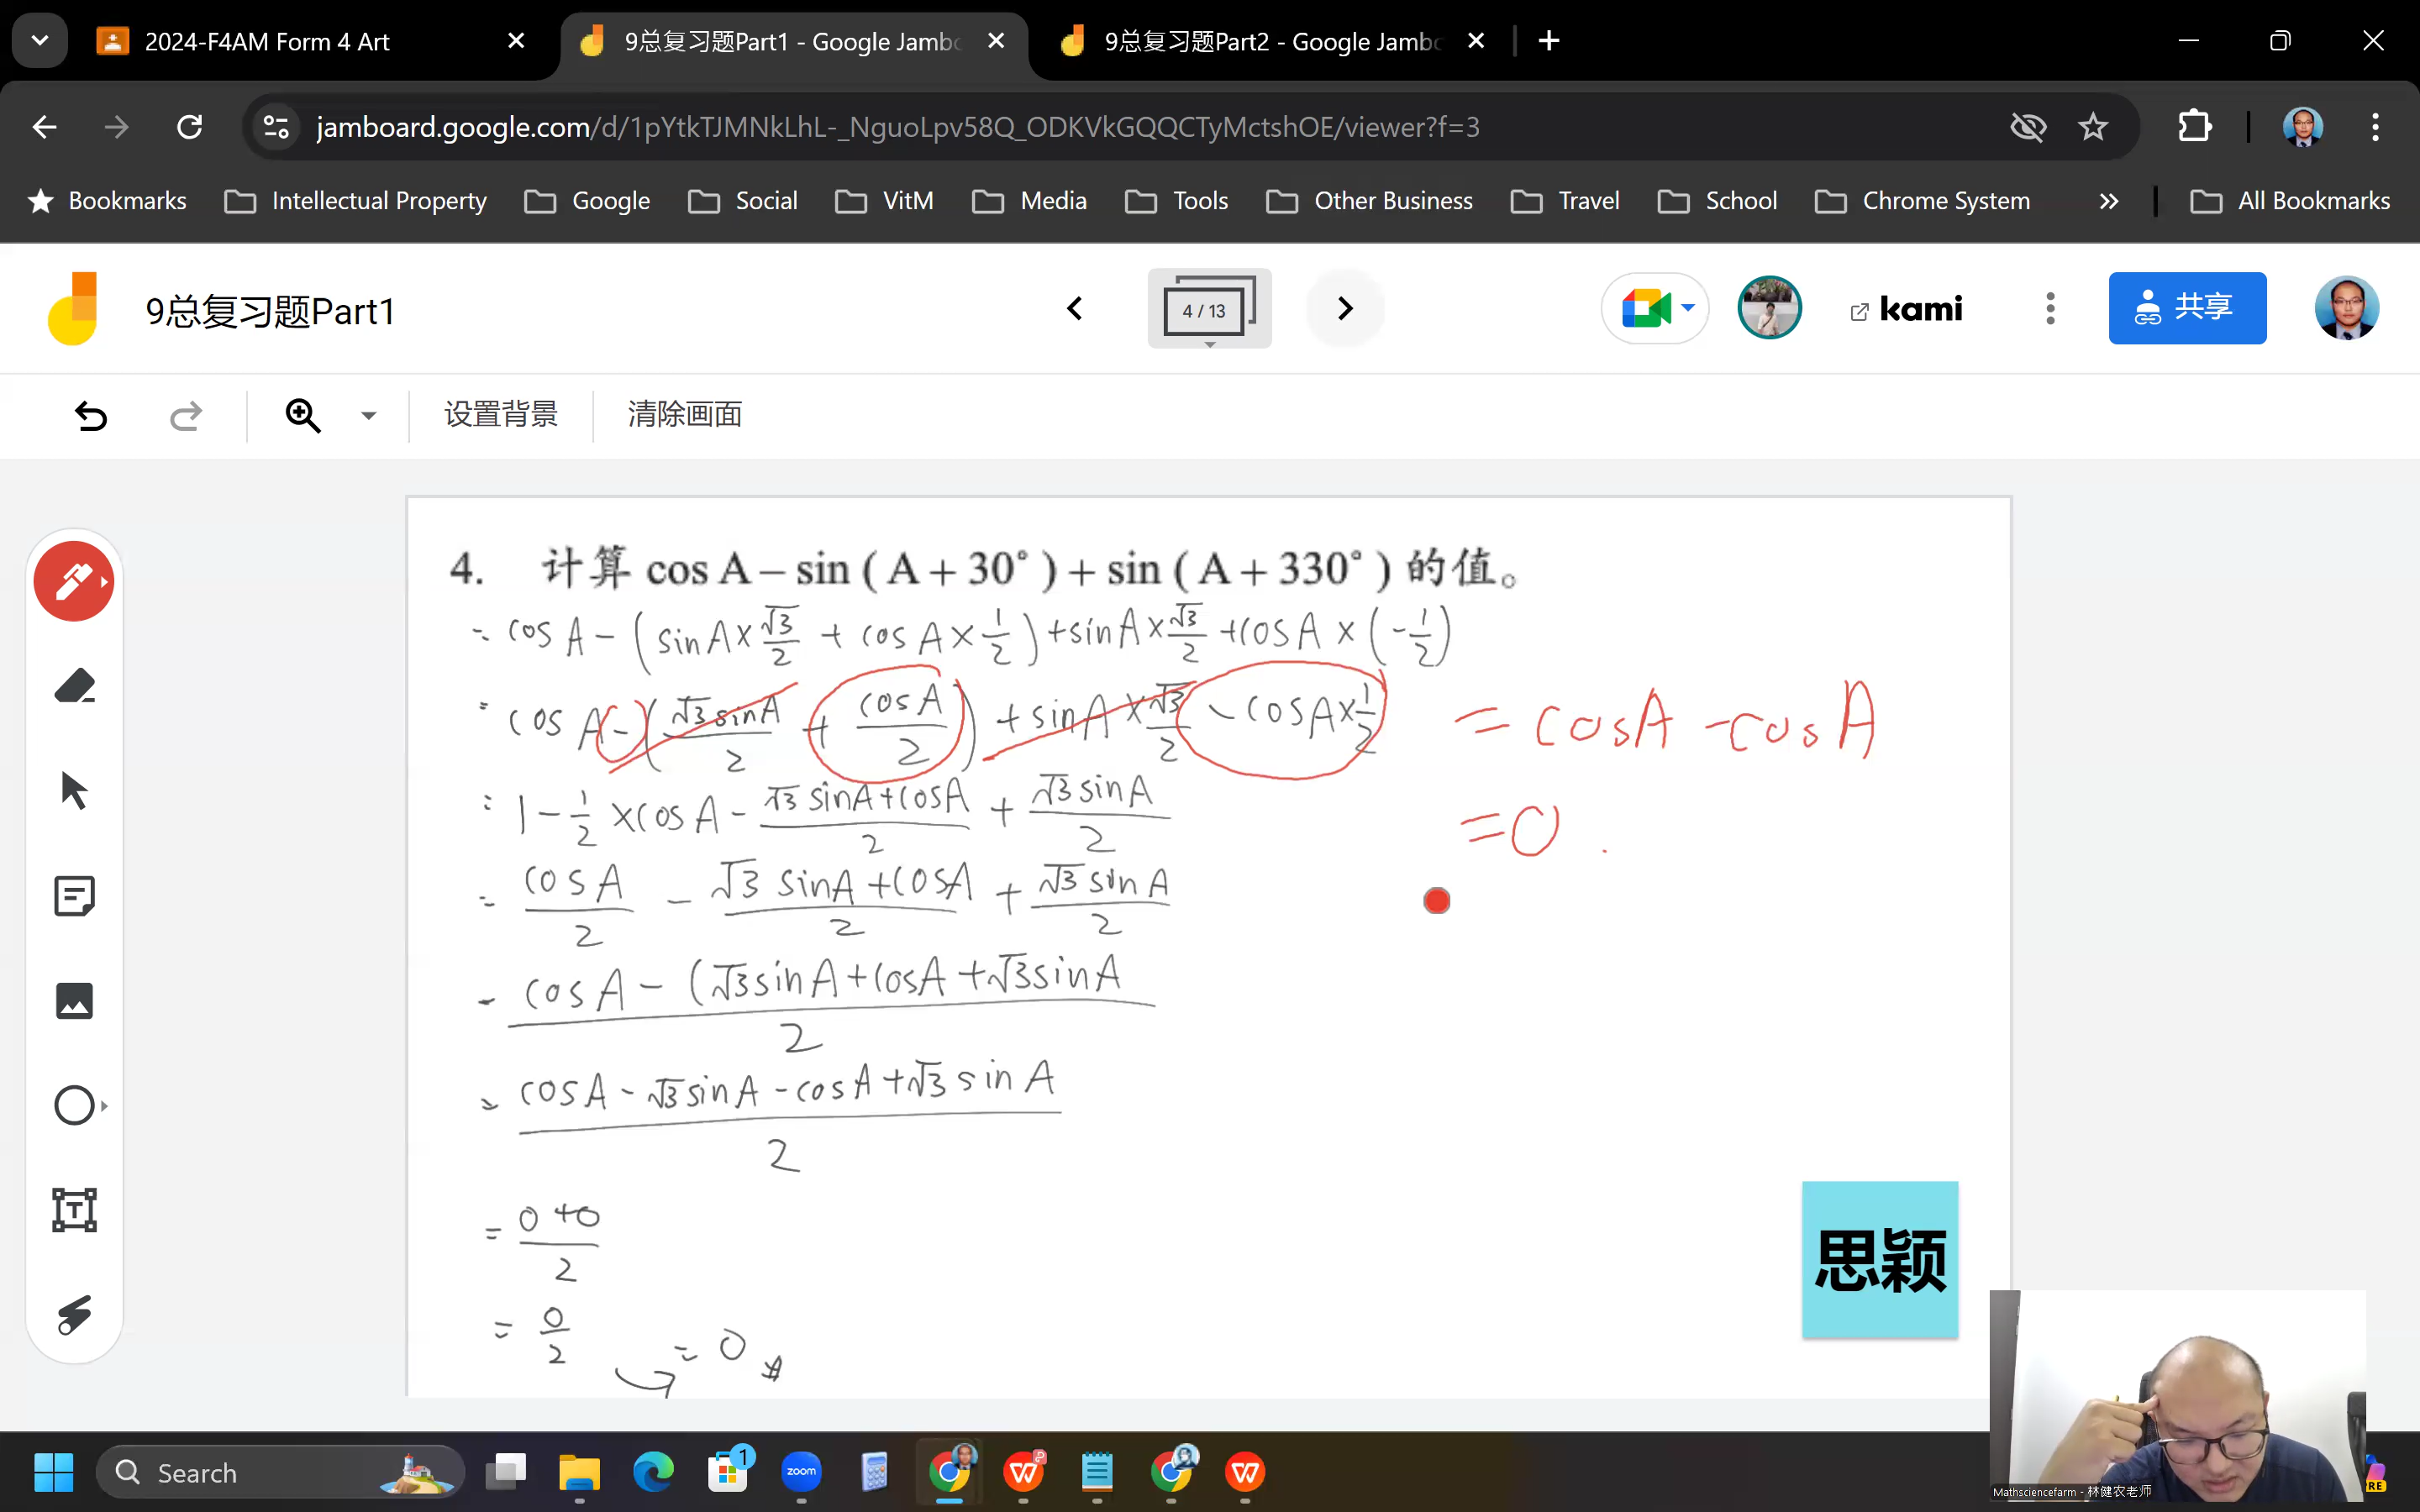 2024-F4AM Form 4 Art
9总复习题Part1 - Google Jambo
9总复习题Part2 - Google Jambo
jamboard.google.com/d/1pYtkTJMNkLhL-_NguoLpv58Q_ODKVkGQQCTyMctshOE/viewer?f=3
Bookmarks
Intellectual Property
Google
Social
VitM
Media
Tools
Other Business
Travel
School
Chrome System
All Bookmarks
9总复习题Part1
4 / 13
kami
共享
设置背景
清除画面
4. 计算 cos A − sin ( A + 30° ) + sin ( A + 330° ) 的值。
= cos A − (sin A × √3/2 + cos A × 1/2) + sin A × √3/2 + cos A × (−1/2)
= cos A − (√3 sin A/2 + cos A/2) + sin A × √3/2 − cos A × 1/2
= cos A − cos A
= 1 − 1/2 × cos A − √3 sin A + cos A/2 + √3 sin A/2
= 0 .
= cos A/2 − √3 sin A + cos A/2 + √3 sin A/2
= cos A − (√3 sin A + cos A + √3 sin A/2
= cos A − √3 sin A − cos A + √3 sin A/2
= 0 + 0/2
= 0/2
= 0
思颖
Mathsciencefarm - 林健农老师
Search
1
zoom
RE